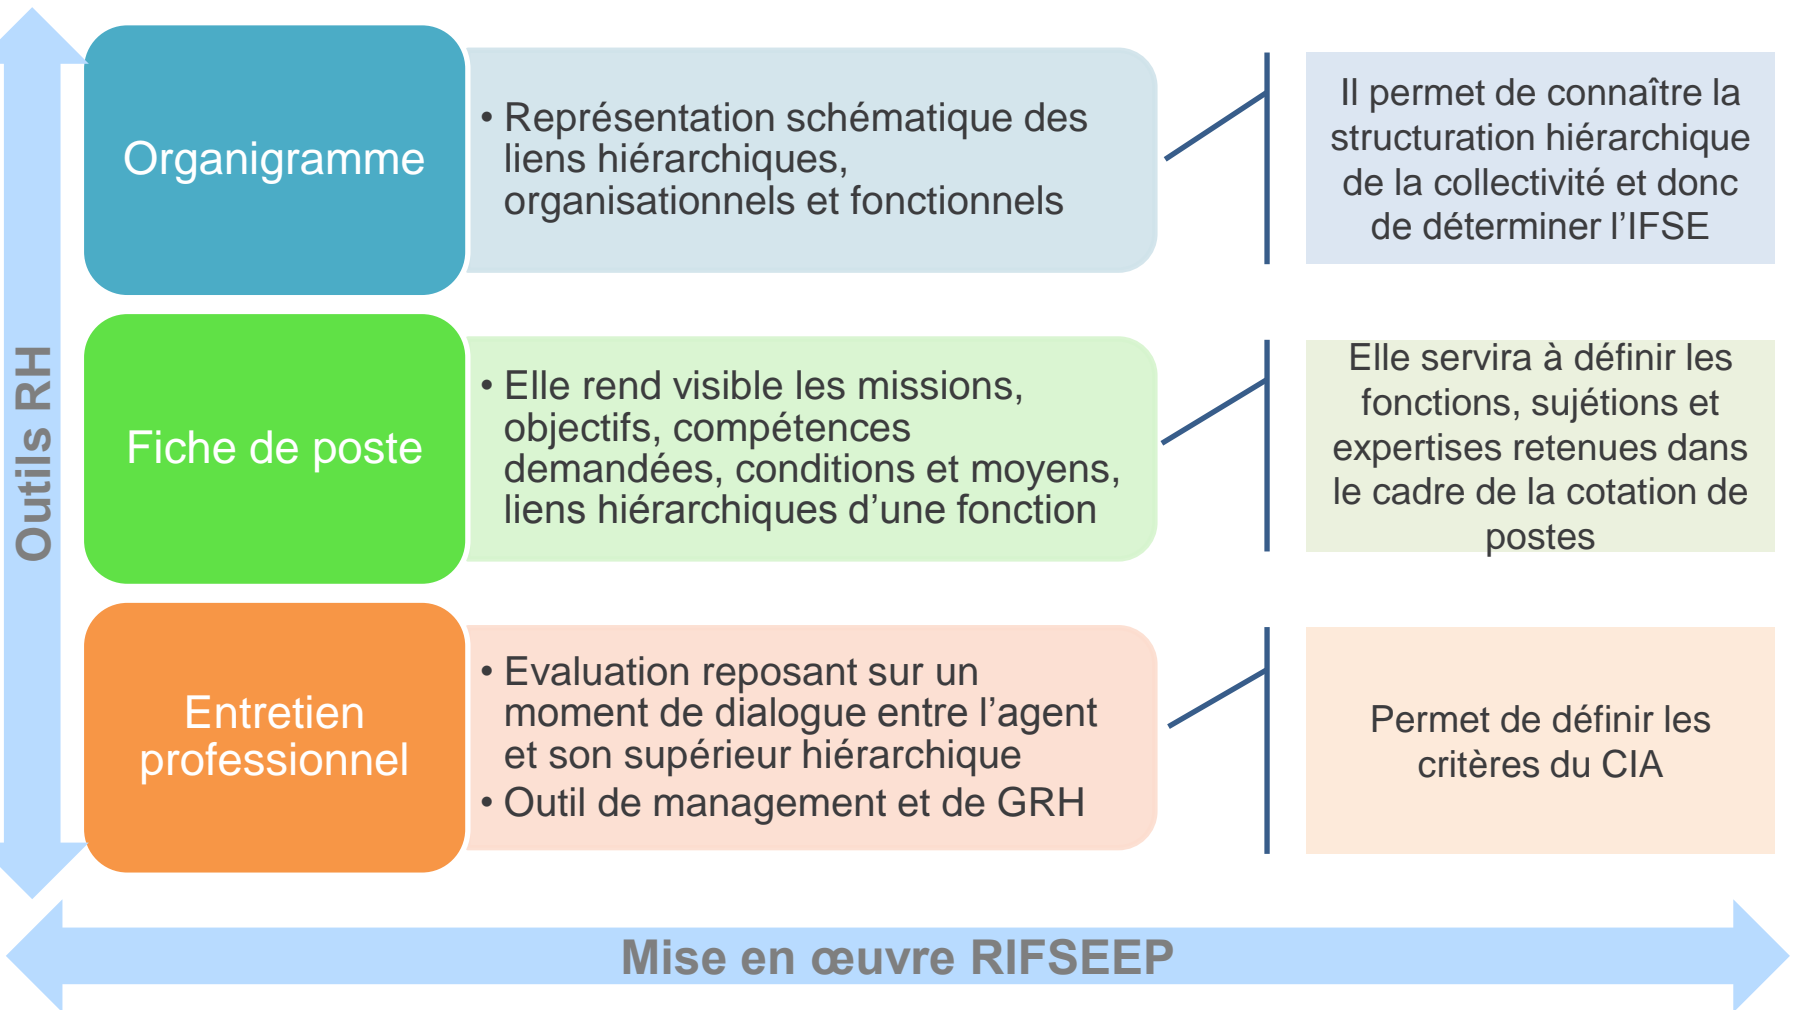 Outils RH
Organigramme
• Représentation schématique des
liens hiérarchiques,
organisationnels et fonctionnels
Il permet de connaître la
structuration hiérarchique
de la collectivité et donc
de déterminer l’IFSE
Fiche de poste
• Elle rend visible les missions,
objectifs, compétences
demandées, conditions et moyens,
liens hiérarchiques d’une fonction
Elle servira à définir les
fonctions, sujétions et
expertises retenues dans
le cadre de la cotation de
postes
Entretien
professionnel
• Evaluation reposant sur un
moment de dialogue entre l’agent
et son supérieur hiérarchique
• Outil de management et de GRH
Permet de définir les
critères du CIA
Mise en œuvre RIFSEEP